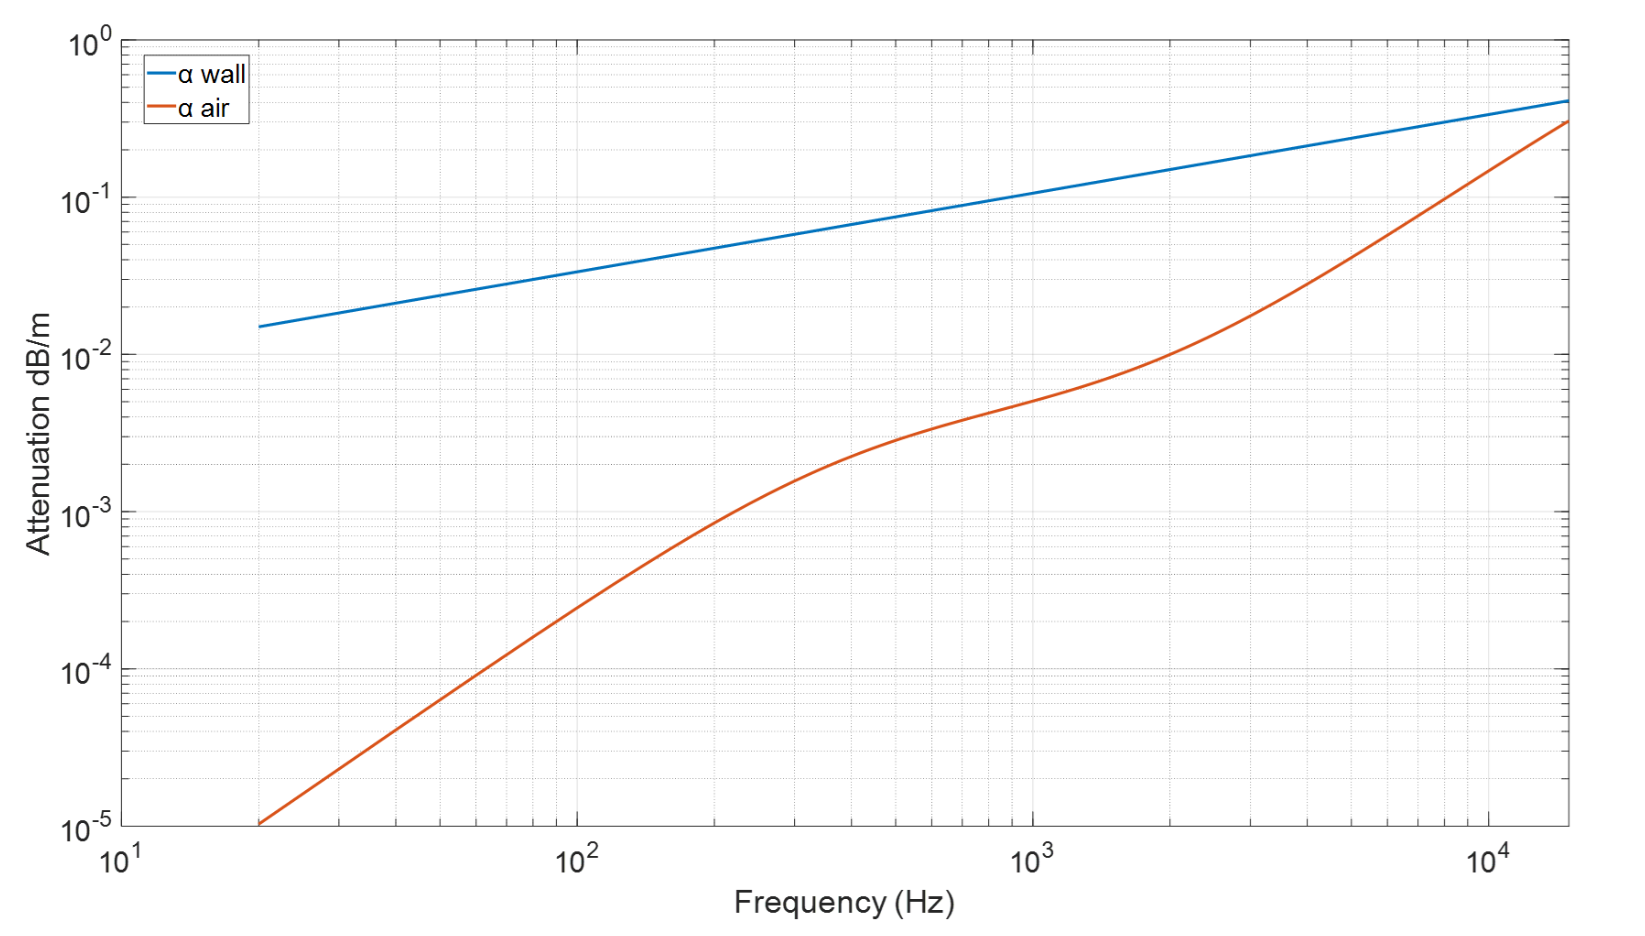 10^0
α wall
α air
10^-1
10^-2
10^-3
10^-4
10^-5
Attenuation dB/m
10^1 10^2 10^3 10^4
Frequency (Hz)